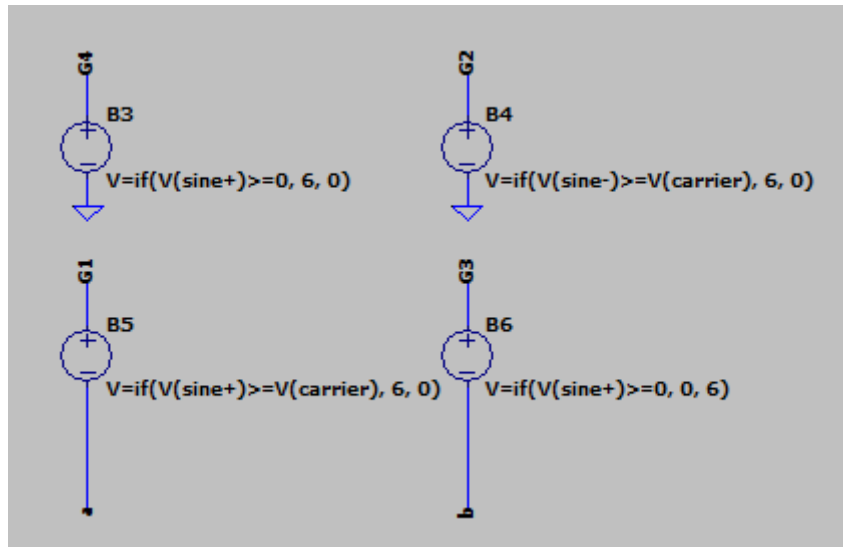 G4
B3
V=if(V(sine+)>=0, 6, 0)
G2
B4
V=if(V(sine-)>=V(carrier), 6, 0)
G1
B5
V=if(V(sine+)>=V(carrier), 6, 0)
a
G3
B6
V=if(V(sine+)>=0, 0, 6)
b